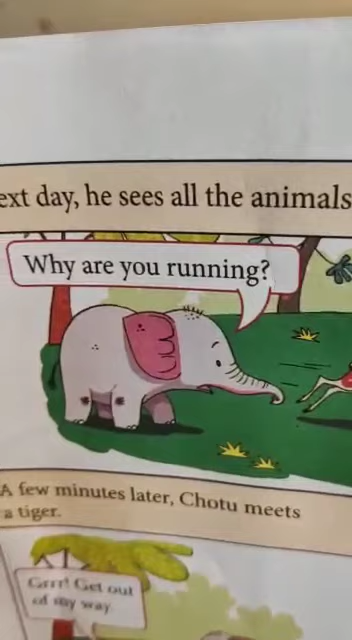 ext day, he sees all the animals
Why are you running?
A few minutes later, Chotu meets
a tiger.
Grrr! Get out
of my way